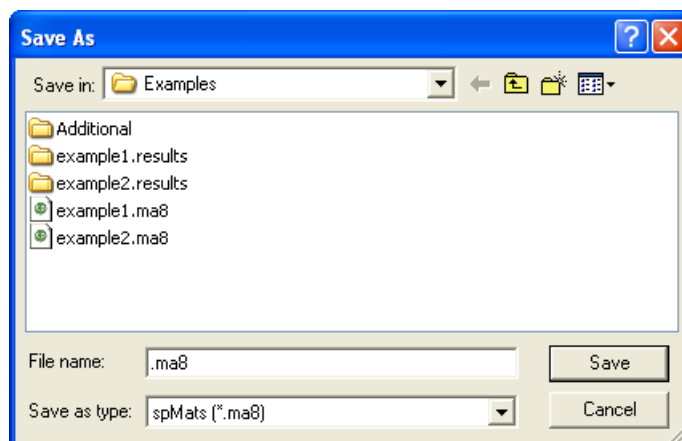 Save As
Save in: Examples
Additional
example1.results
example2.results
example1.ma8
example2.ma8
File name: .ma8 Save
Save as type: spMats (*.ma8) Cancel